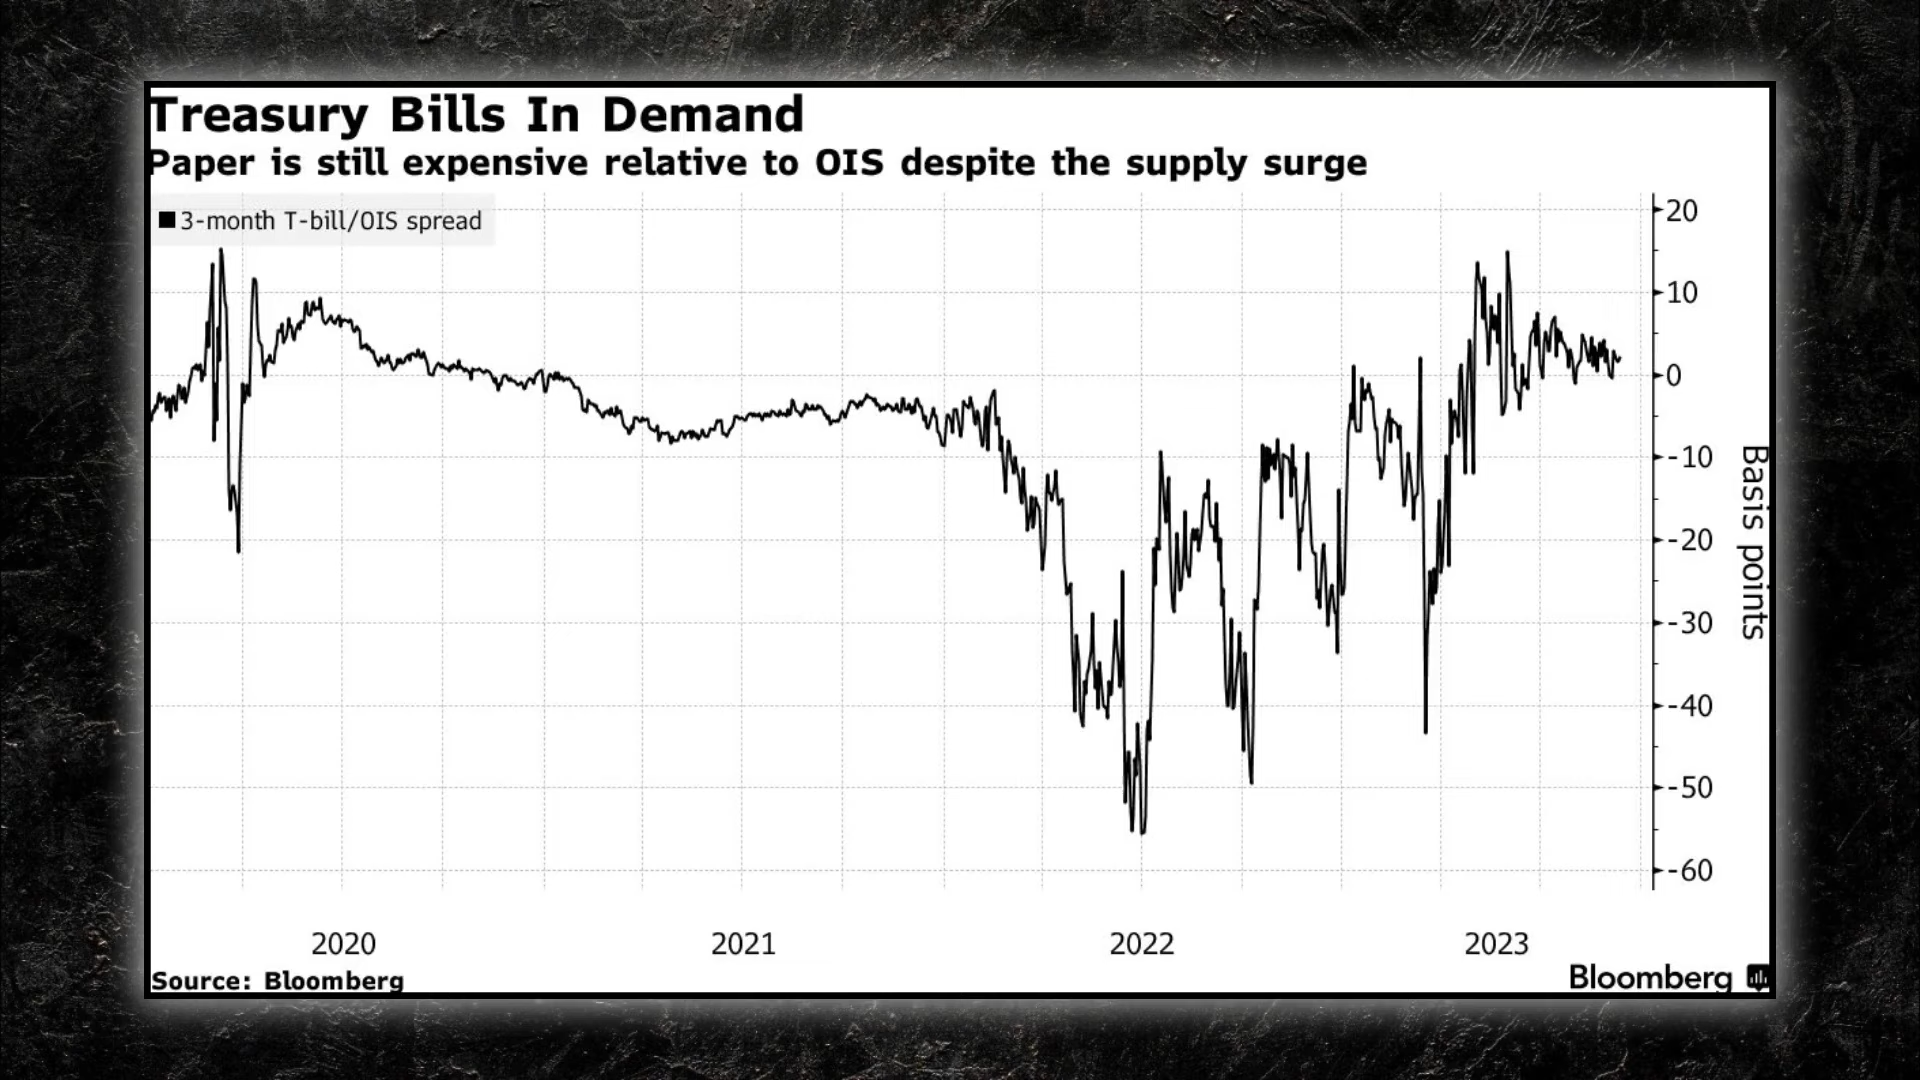 Treasury Bills In Demand
Paper is still expensive relative to OIS despite the supply surge
3-month T-bill/OIS spread
20
10
0
-10
-20
-30
-40
-50
-60
Basis points
2020 2021 2022 2023
Source: Bloomberg
Bloomberg